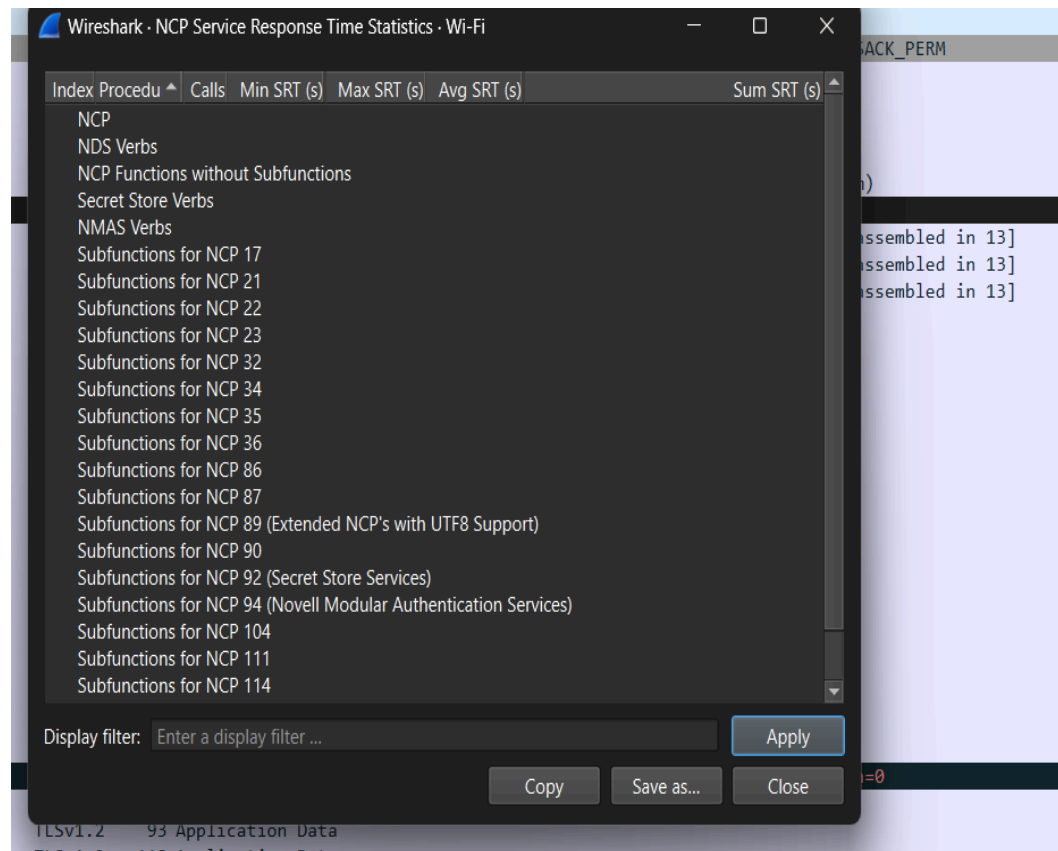 Wireshark · NCP Service Response Time Statistics · Wi-Fi
SACK_PERM
Index Procedu Calls Min SRT (s) Max SRT (s) Avg SRT (s) Sum SRT (s)
NCP
NDS Verbs
NCP Functions without Subfunctions
Secret Store Verbs
NMAS Verbs
Subfunctions for NCP 17
Subfunctions for NCP 21
Subfunctions for NCP 22
Subfunctions for NCP 23
Subfunctions for NCP 32
Subfunctions for NCP 34
Subfunctions for NCP 35
Subfunctions for NCP 36
Subfunctions for NCP 86
Subfunctions for NCP 87
Subfunctions for NCP 89 (Extended NCP's with UTF8 Support)
Subfunctions for NCP 90
Subfunctions for NCP 92 (Secret Store Services)
Subfunctions for NCP 94 (Novell Modular Authentication Services)
Subfunctions for NCP 104
Subfunctions for NCP 111
Subfunctions for NCP 114
Display filter: Enter a display filter ... Apply
Copy Save as... Close
)
assembled in 13]
assembled in 13]
assembled in 13]
=0
TLSv1.2 93 Application Data